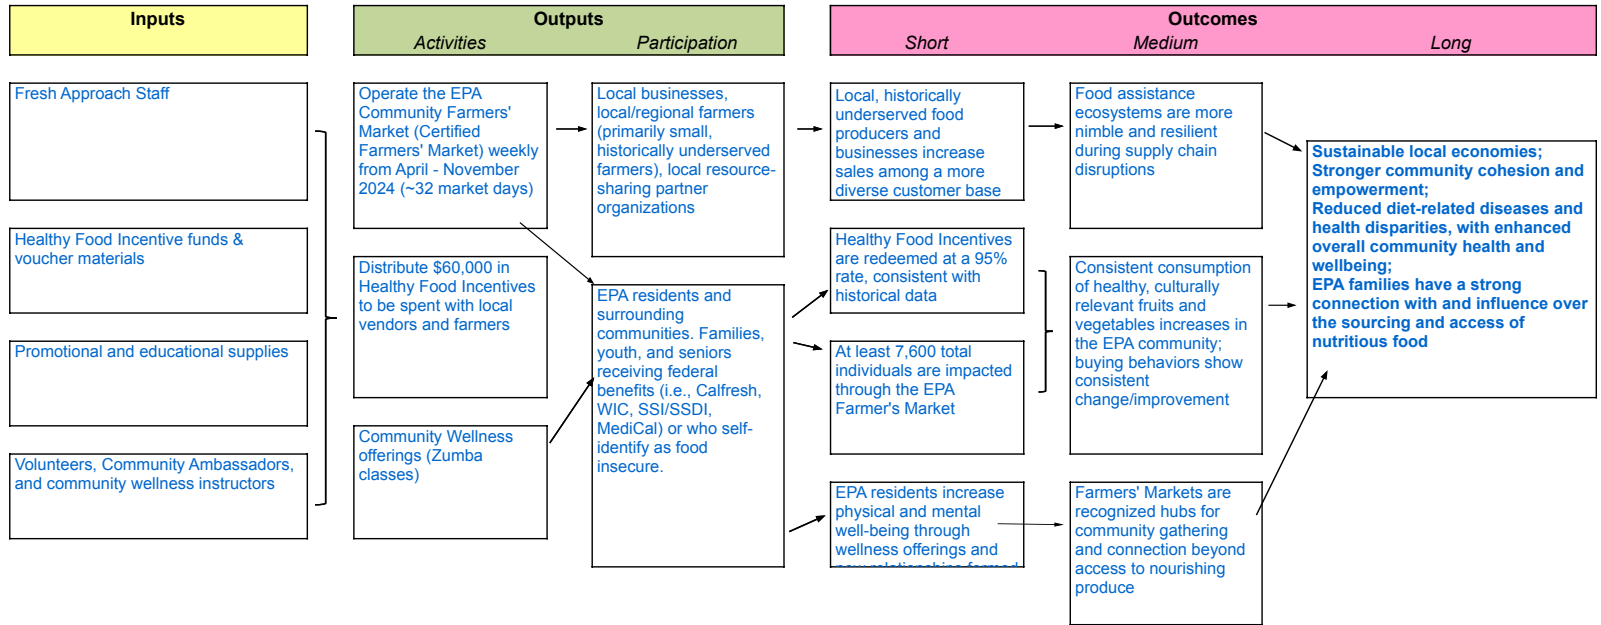 Inputs
Outputs
Activities
Participation
Outcomes
Short
Medium
Long
Fresh Approach Staff
Healthy Food Incentive funds &
voucher materials
Promotional and educational supplies
Volunteers, Community Ambassadors,
and community wellness instructors
Operate the EPA
Community Farmers'
Market (Certified
Farmers' Market) weekly
from April - November
2024 (~32 market days)
Distribute $60,000 in
Healthy Food Incentives
to be spent with local
vendors and farmers
Community Wellness
offerings (Zumba
classes)
Local businesses,
local/regional farmers
(primarily small,
historically underserved
farmers), local resource-
sharing partner
organizations
EPA residents and
surrounding
communities. Families,
youth, and seniors
receiving federal
benefits (i.e., Calfresh,
WIC, SSI/SSDI,
MediCal) or who self-
identify as food
insecure.
Local, historically
underserved food
producers and
businesses increase
sales among a more
diverse customer base
Healthy Food Incentives
are redeemed at a 95%
rate, consistent with
historical data
At least 7,600 total
individuals are impacted
through the EPA
Farmer's Market
EPA residents increase
physical and mental
well-being through
wellness offerings and
new relationships formed
Food assistance
ecosystems are more
nimble and resilient
during supply chain
disruptions
Consistent consumption
of healthy, culturally
relevant fruits and
vegetables increases in
the EPA community;
buying behaviors show
consistent
change/improvement
Farmers' Markets are
recognized hubs for
community gathering
and connection beyond
access to nourishing
produce
Sustainable local economies;
Stronger community cohesion and
empowerment;
Reduced diet-related diseases and
health disparities, with enhanced
overall community health and
wellbeing;
EPA families have a strong
connection with and influence over
the sourcing and access of
nutritious food